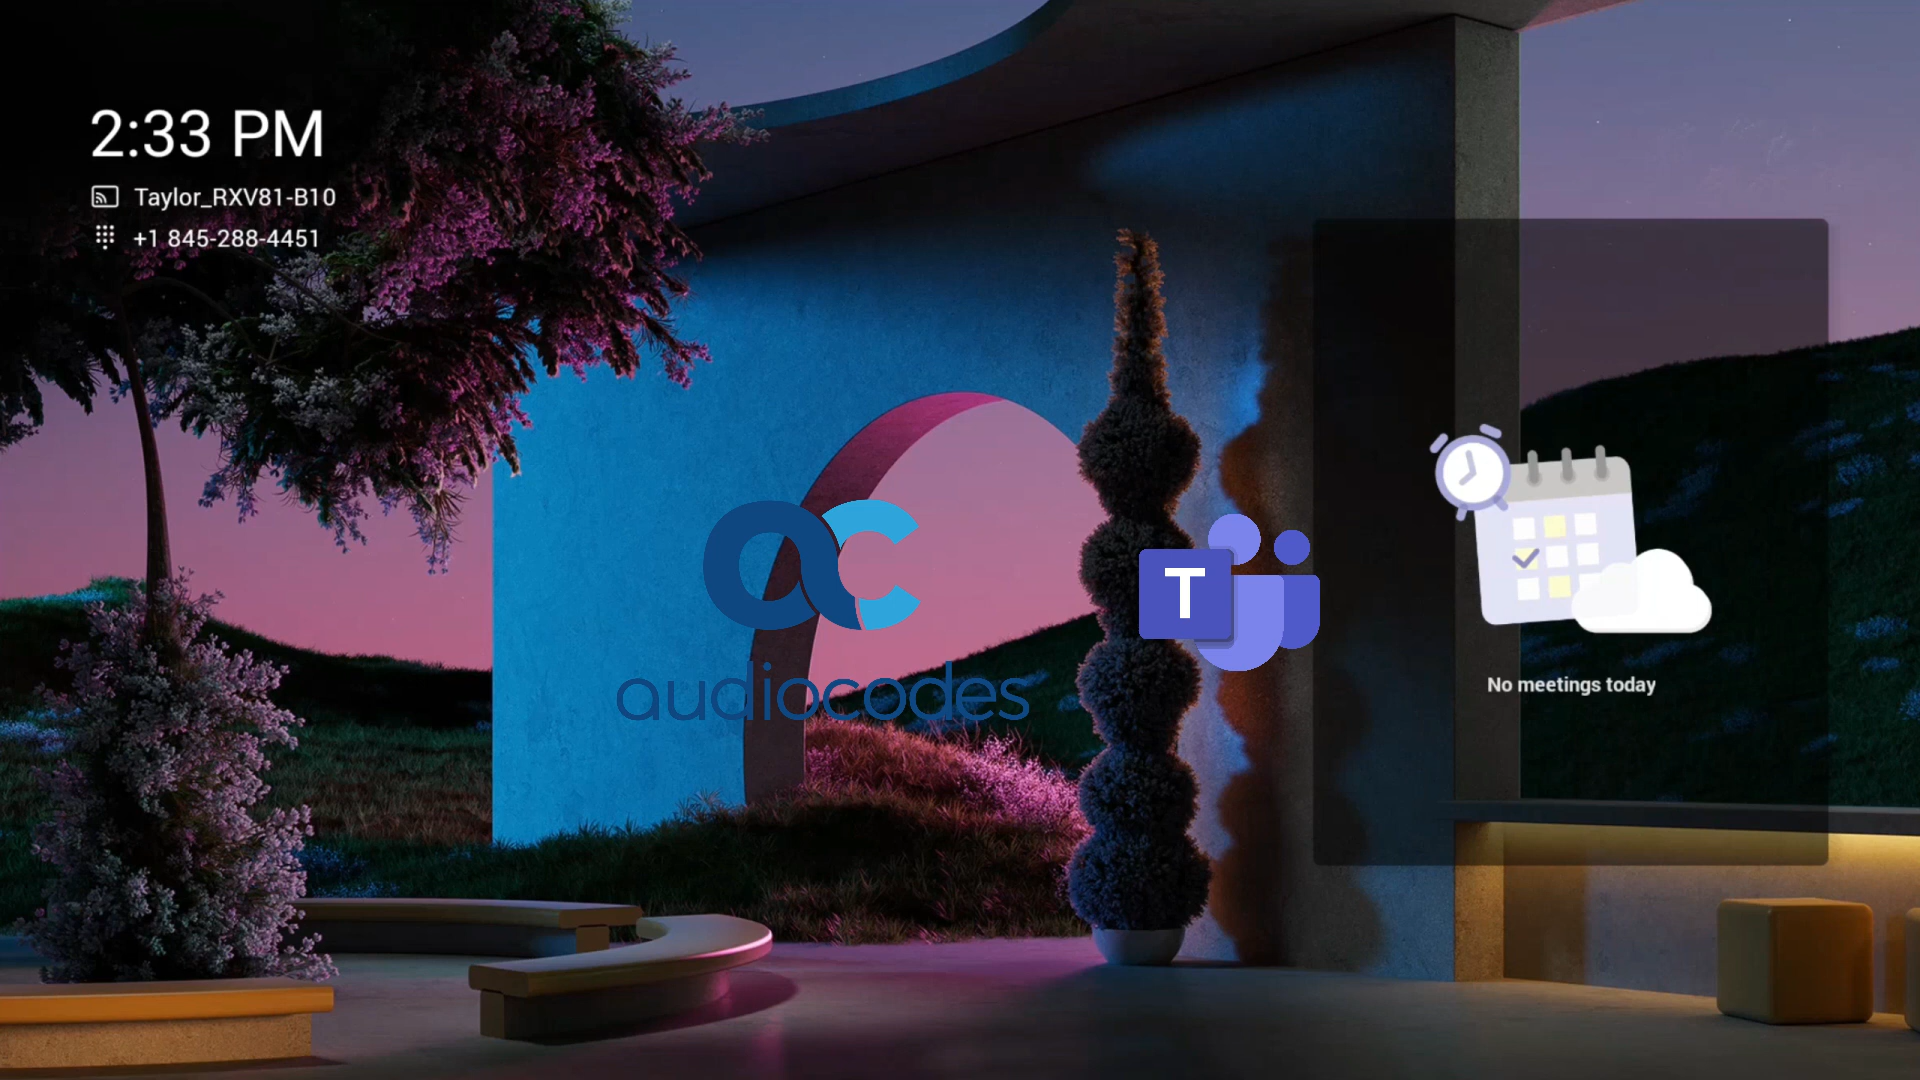 2:33 PM
Taylor_RXV81-B10
+1 845-288-4451
audiocodes
T
No meetings today